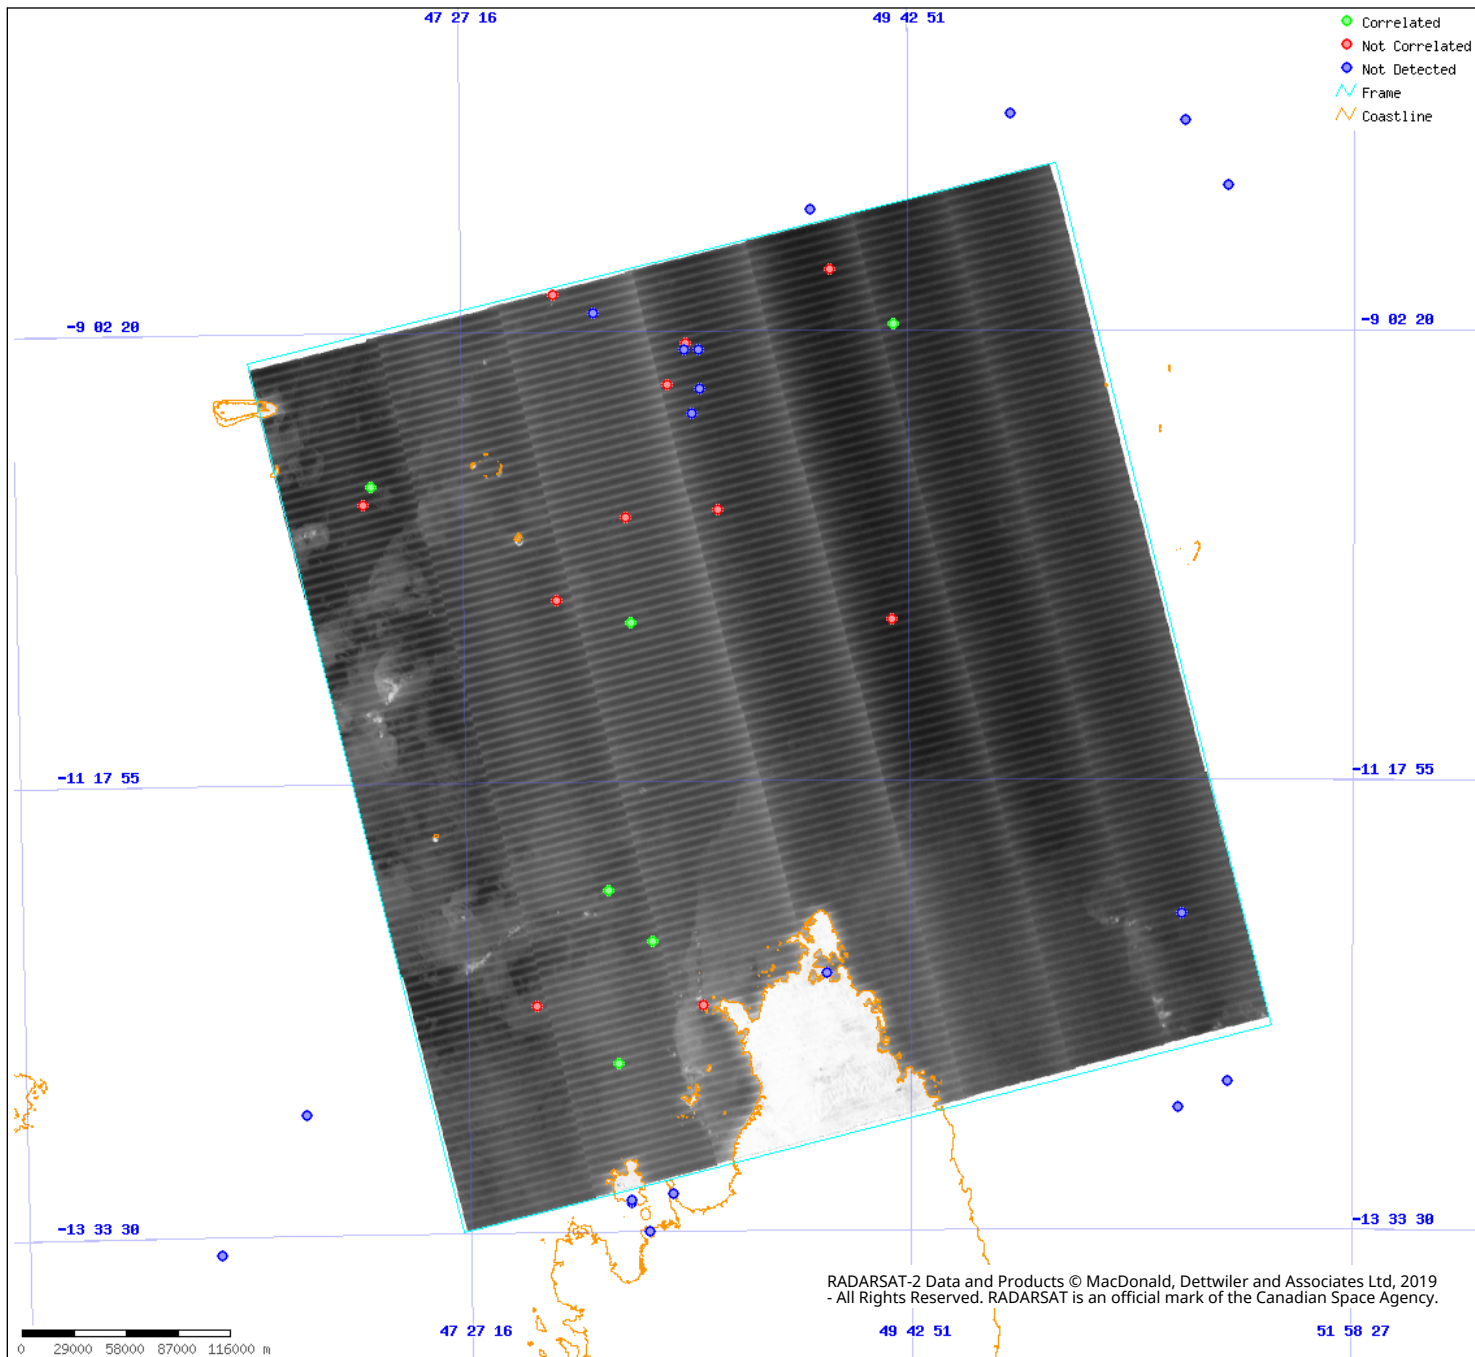 47 27 16
49 42 51
Correlated
Not Correlated
Not Detected
Frame
Coastline
-9 02 20
-9 02 20
-11 17 55
-11 17 55
-13 33 30
-13 33 30
RADARSAT-2 Data and Products © MacDonald, Dettwiler and Associates Ltd, 2019
- All Rights Reserved. RADARSAT is an official mark of the Canadian Space Agency.
47 27 16
49 42 51
51 58 27
0 29000 58000 87000 116000 m